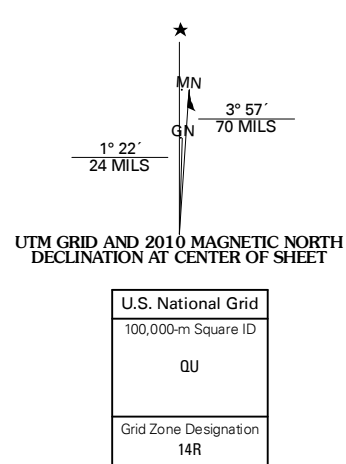 ★
MN
3° 57´
70 MILS
GN
1° 22´
24 MILS
UTM GRID AND 2010 MAGNETIC NORTH
DECLINATION AT CENTER OF SHEET
U.S. National Grid
100,000-m Square ID
QU
Grid Zone Designation
14R